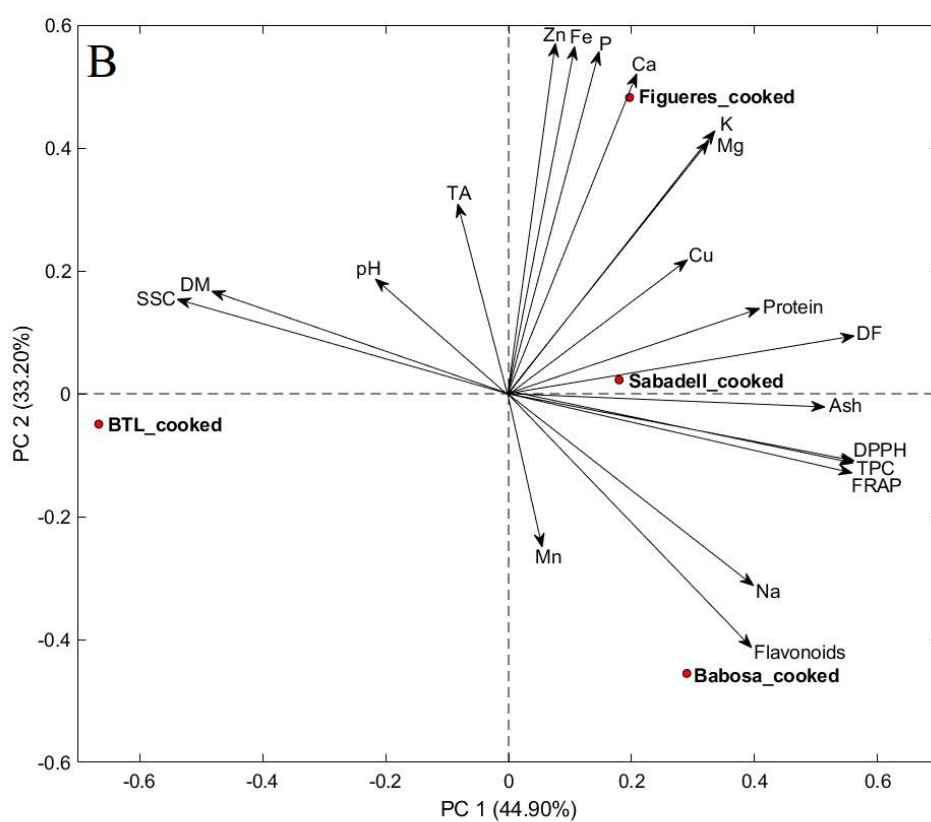 B
0.6
0.4
0.2
0
-0.2
-0.4
-0.6
PC 2 (33.20%)
Zn Fe P
Ca
Figueres_cooked
K
Mg
TA
Cu
pH
DM
SSC
Protein
DF
Sabadell_cooked
Ash
BTL_cooked
DPPH
TPC
FRAP
Mn
Na
Flavonoids
Babosa_cooked
-0.6 -0.4 -0.2 0 0.2 0.4 0.6
PC 1 (44.90%)